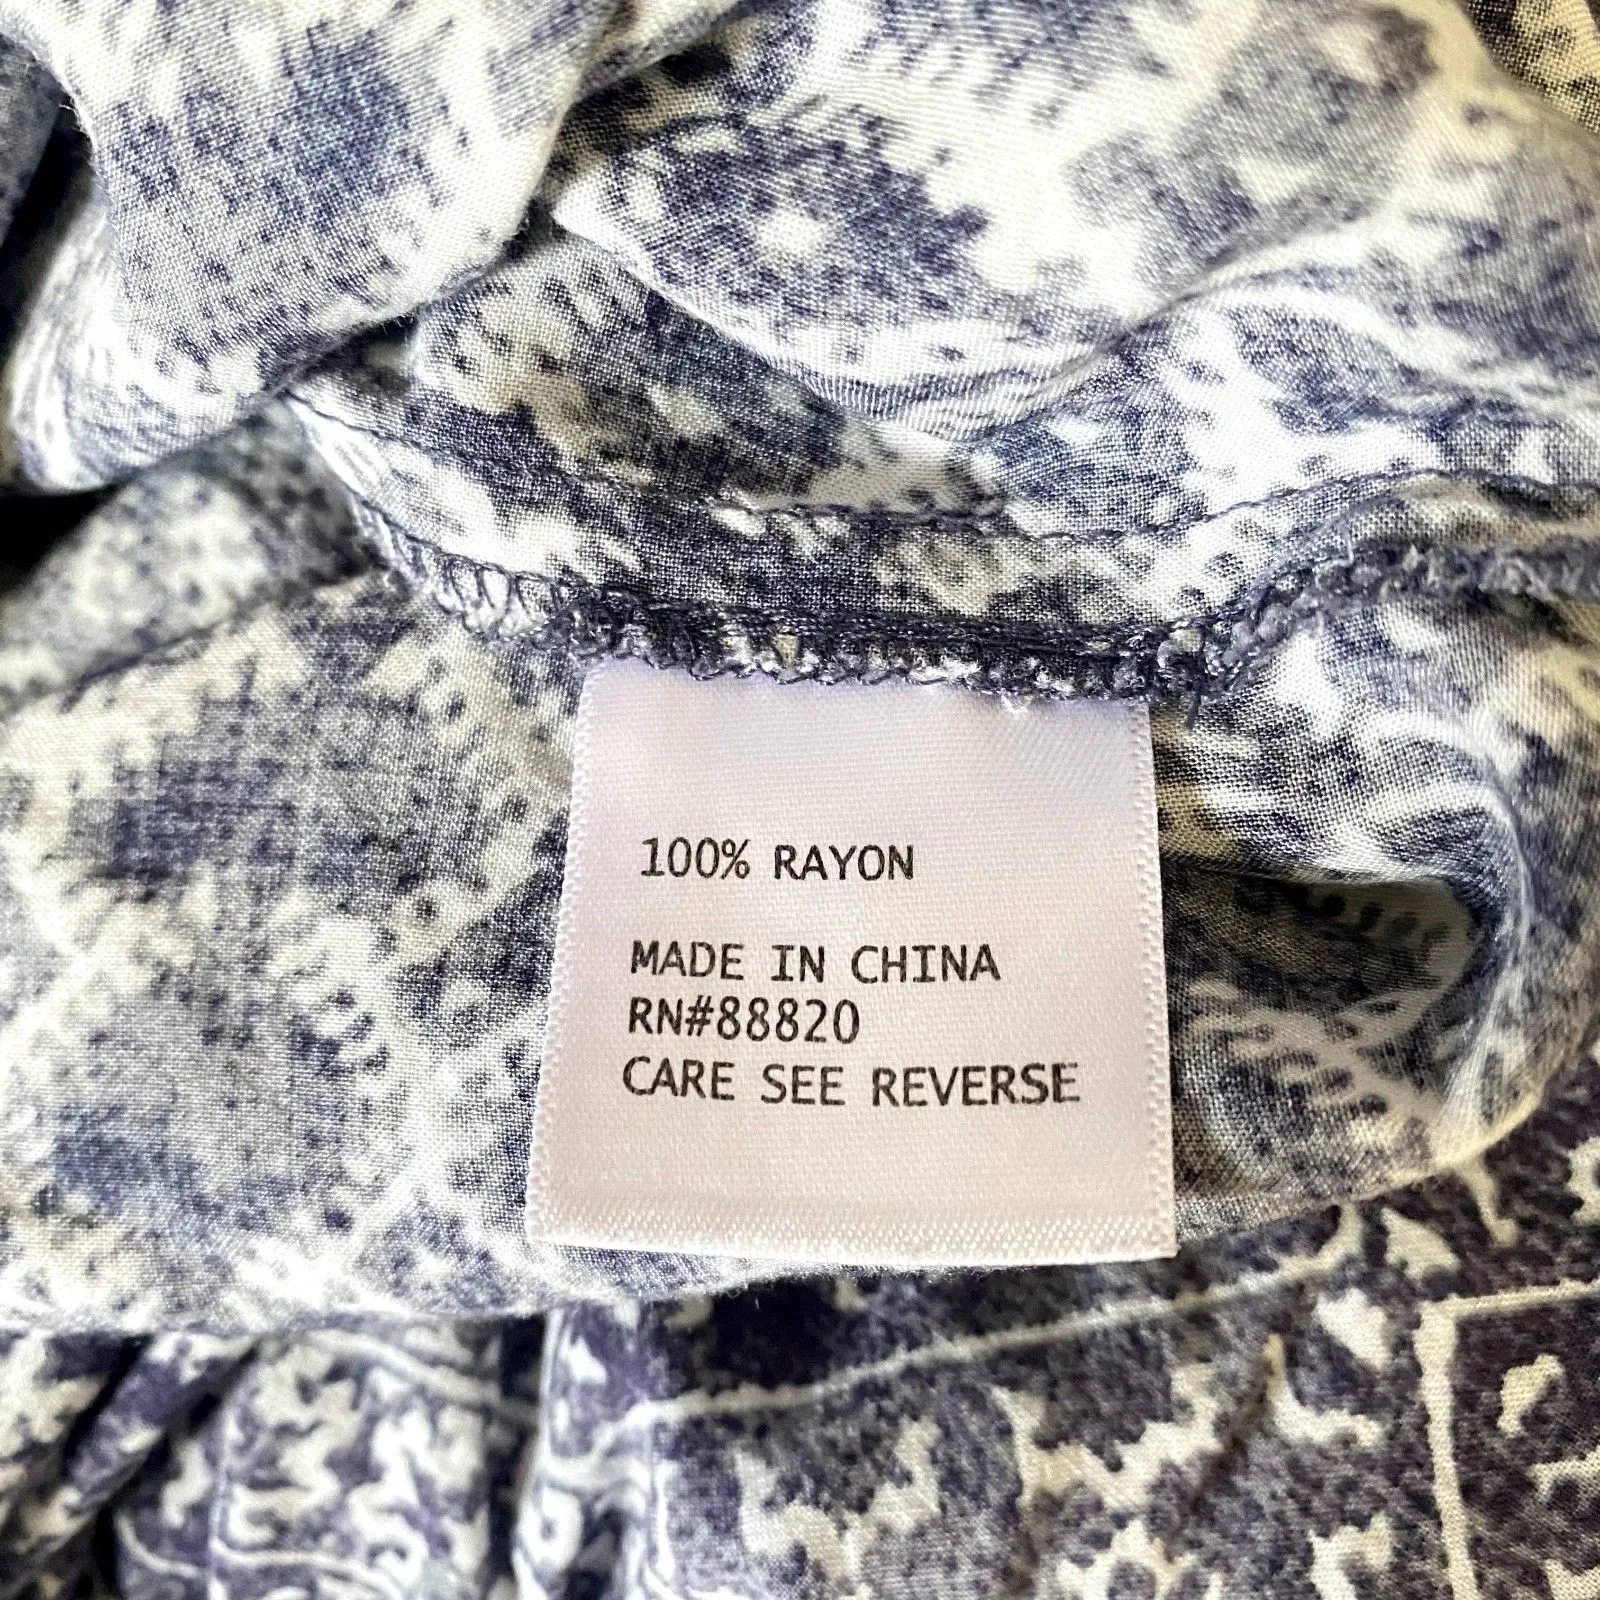 100% RAYON
MADE IN CHINA
RN#88820
CARE SEE REVERSE